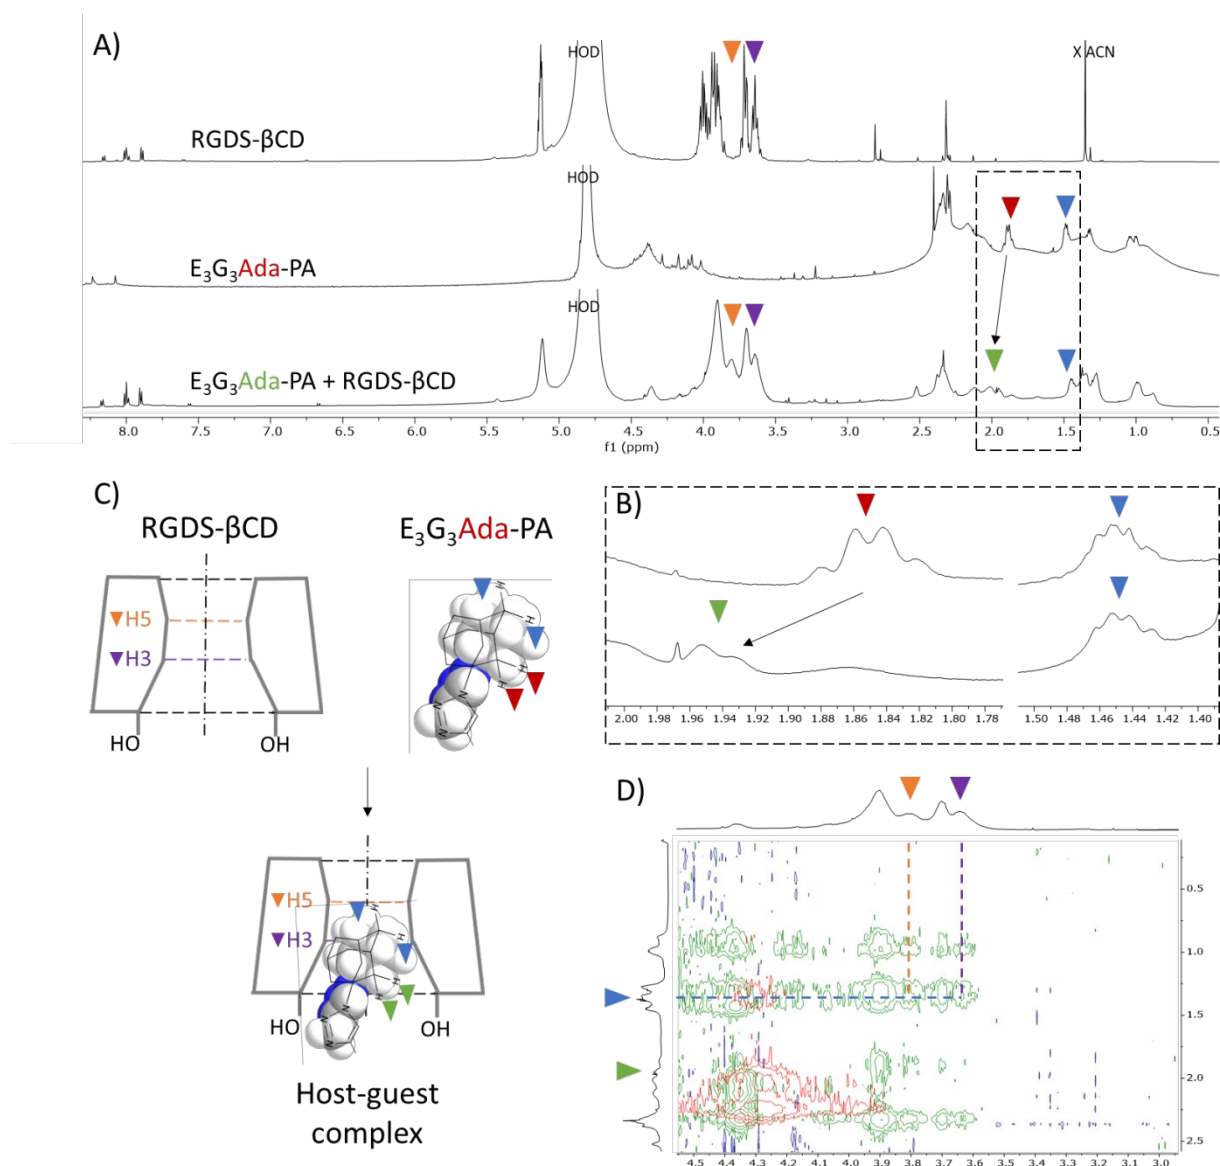 A)
HOD
X ACN
RGDS-βCD
HOD
E₃G₃Ada-PA
HOD
E₃G₃Ada-PA + RGDS-βCD
8.0 7.5 7.0 6.5 6.0 5.5 5.0 4.5 4.0 3.5 3.0 2.5 2.0 1.5 1.0 0.5
f1 (ppm)
C)
RGDS-βCD
E₃G₃Ada-PA
H5
H3
HO
OH
H
H
H
H
N
N
N
H5
H3
HO
OH
H
H
H
H
N
N
N
Host-guest
complex
B)
2.00 1.98 1.96 1.94 1.92 1.90 1.88 1.86 1.84 1.82 1.80 1.78
1.50 1.48 1.46 1.44 1.42 1.40
D)
0.5
1.0
1.5
2.0
2.5
4.5 4.4 4.3 4.2 4.1 4.0 3.9 3.8 3.7 3.6 3.5 3.4 3.3 3.2 3.1 3.0